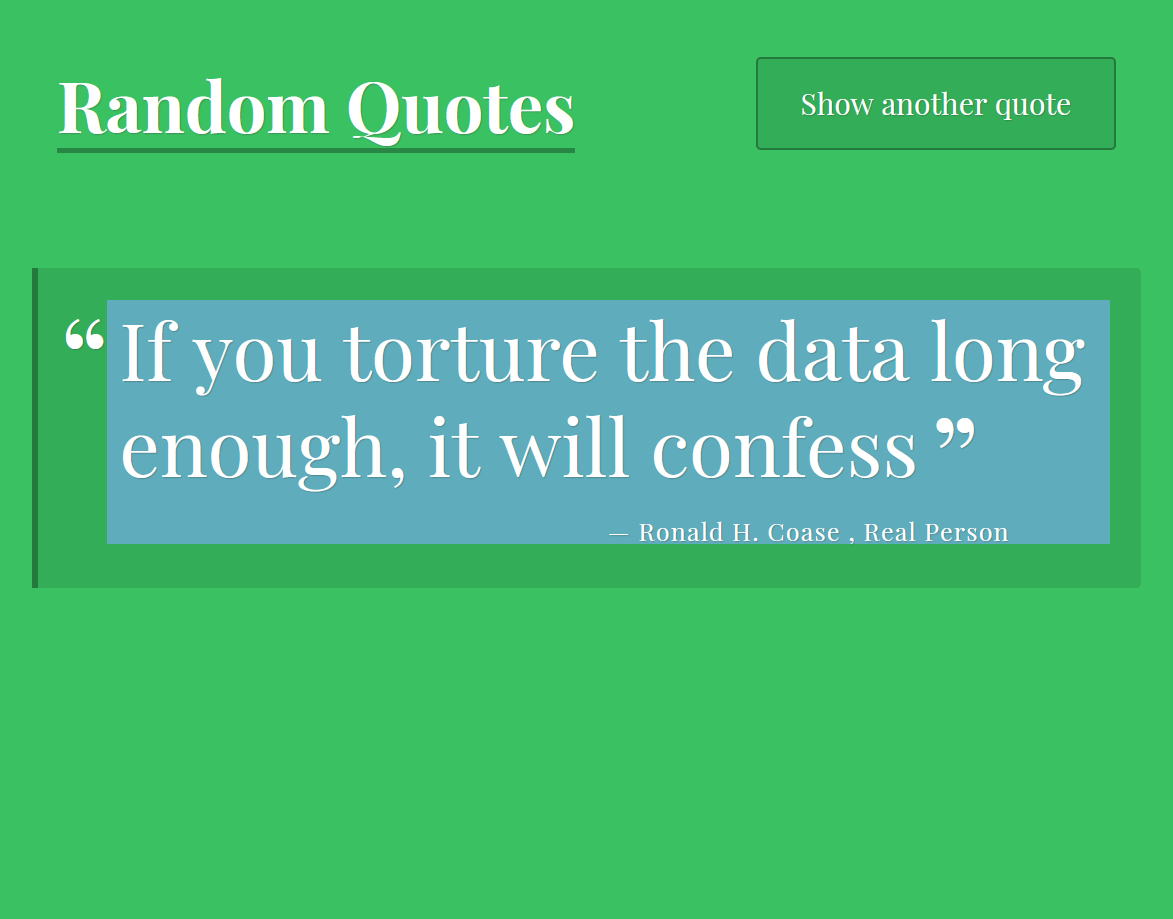 Random Quotes
Show another quote
“ If you torture the data long
enough, it will confess ”
— Ronald H. Coase , Real Person